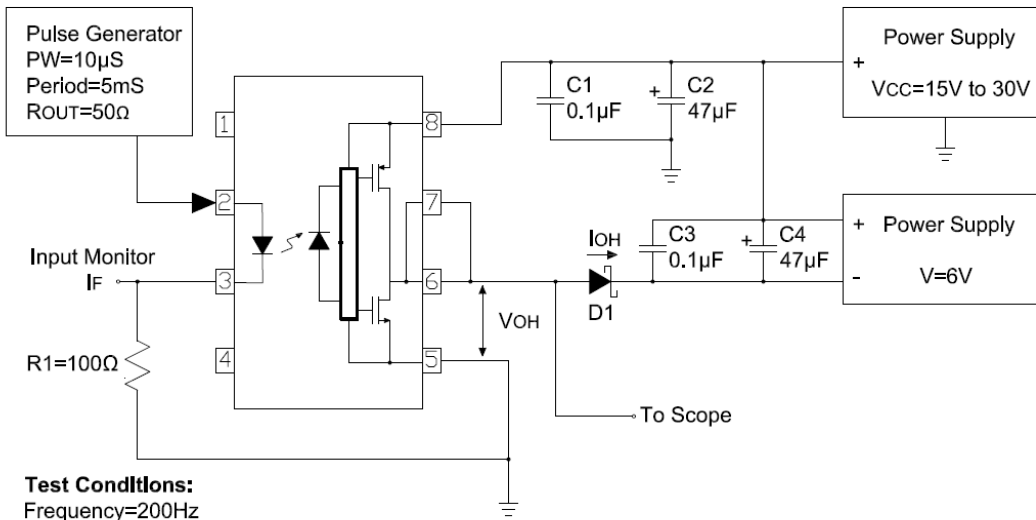 Pulse Generator
PW=10µS
Period=5mS
ROUT=50Ω
Power Supply
VCC=15V to 30V
+
C1
0.1µF
+
C2
47µF
1
8
2
7
3
6
4
5
Input Monitor
IF
R1=100Ω
IOH
D1
VOH
C3
0.1µF
+
C4
47µF
+
-
Power Supply
V=6V
To Scope
Test Conditions:
Frequency=200Hz